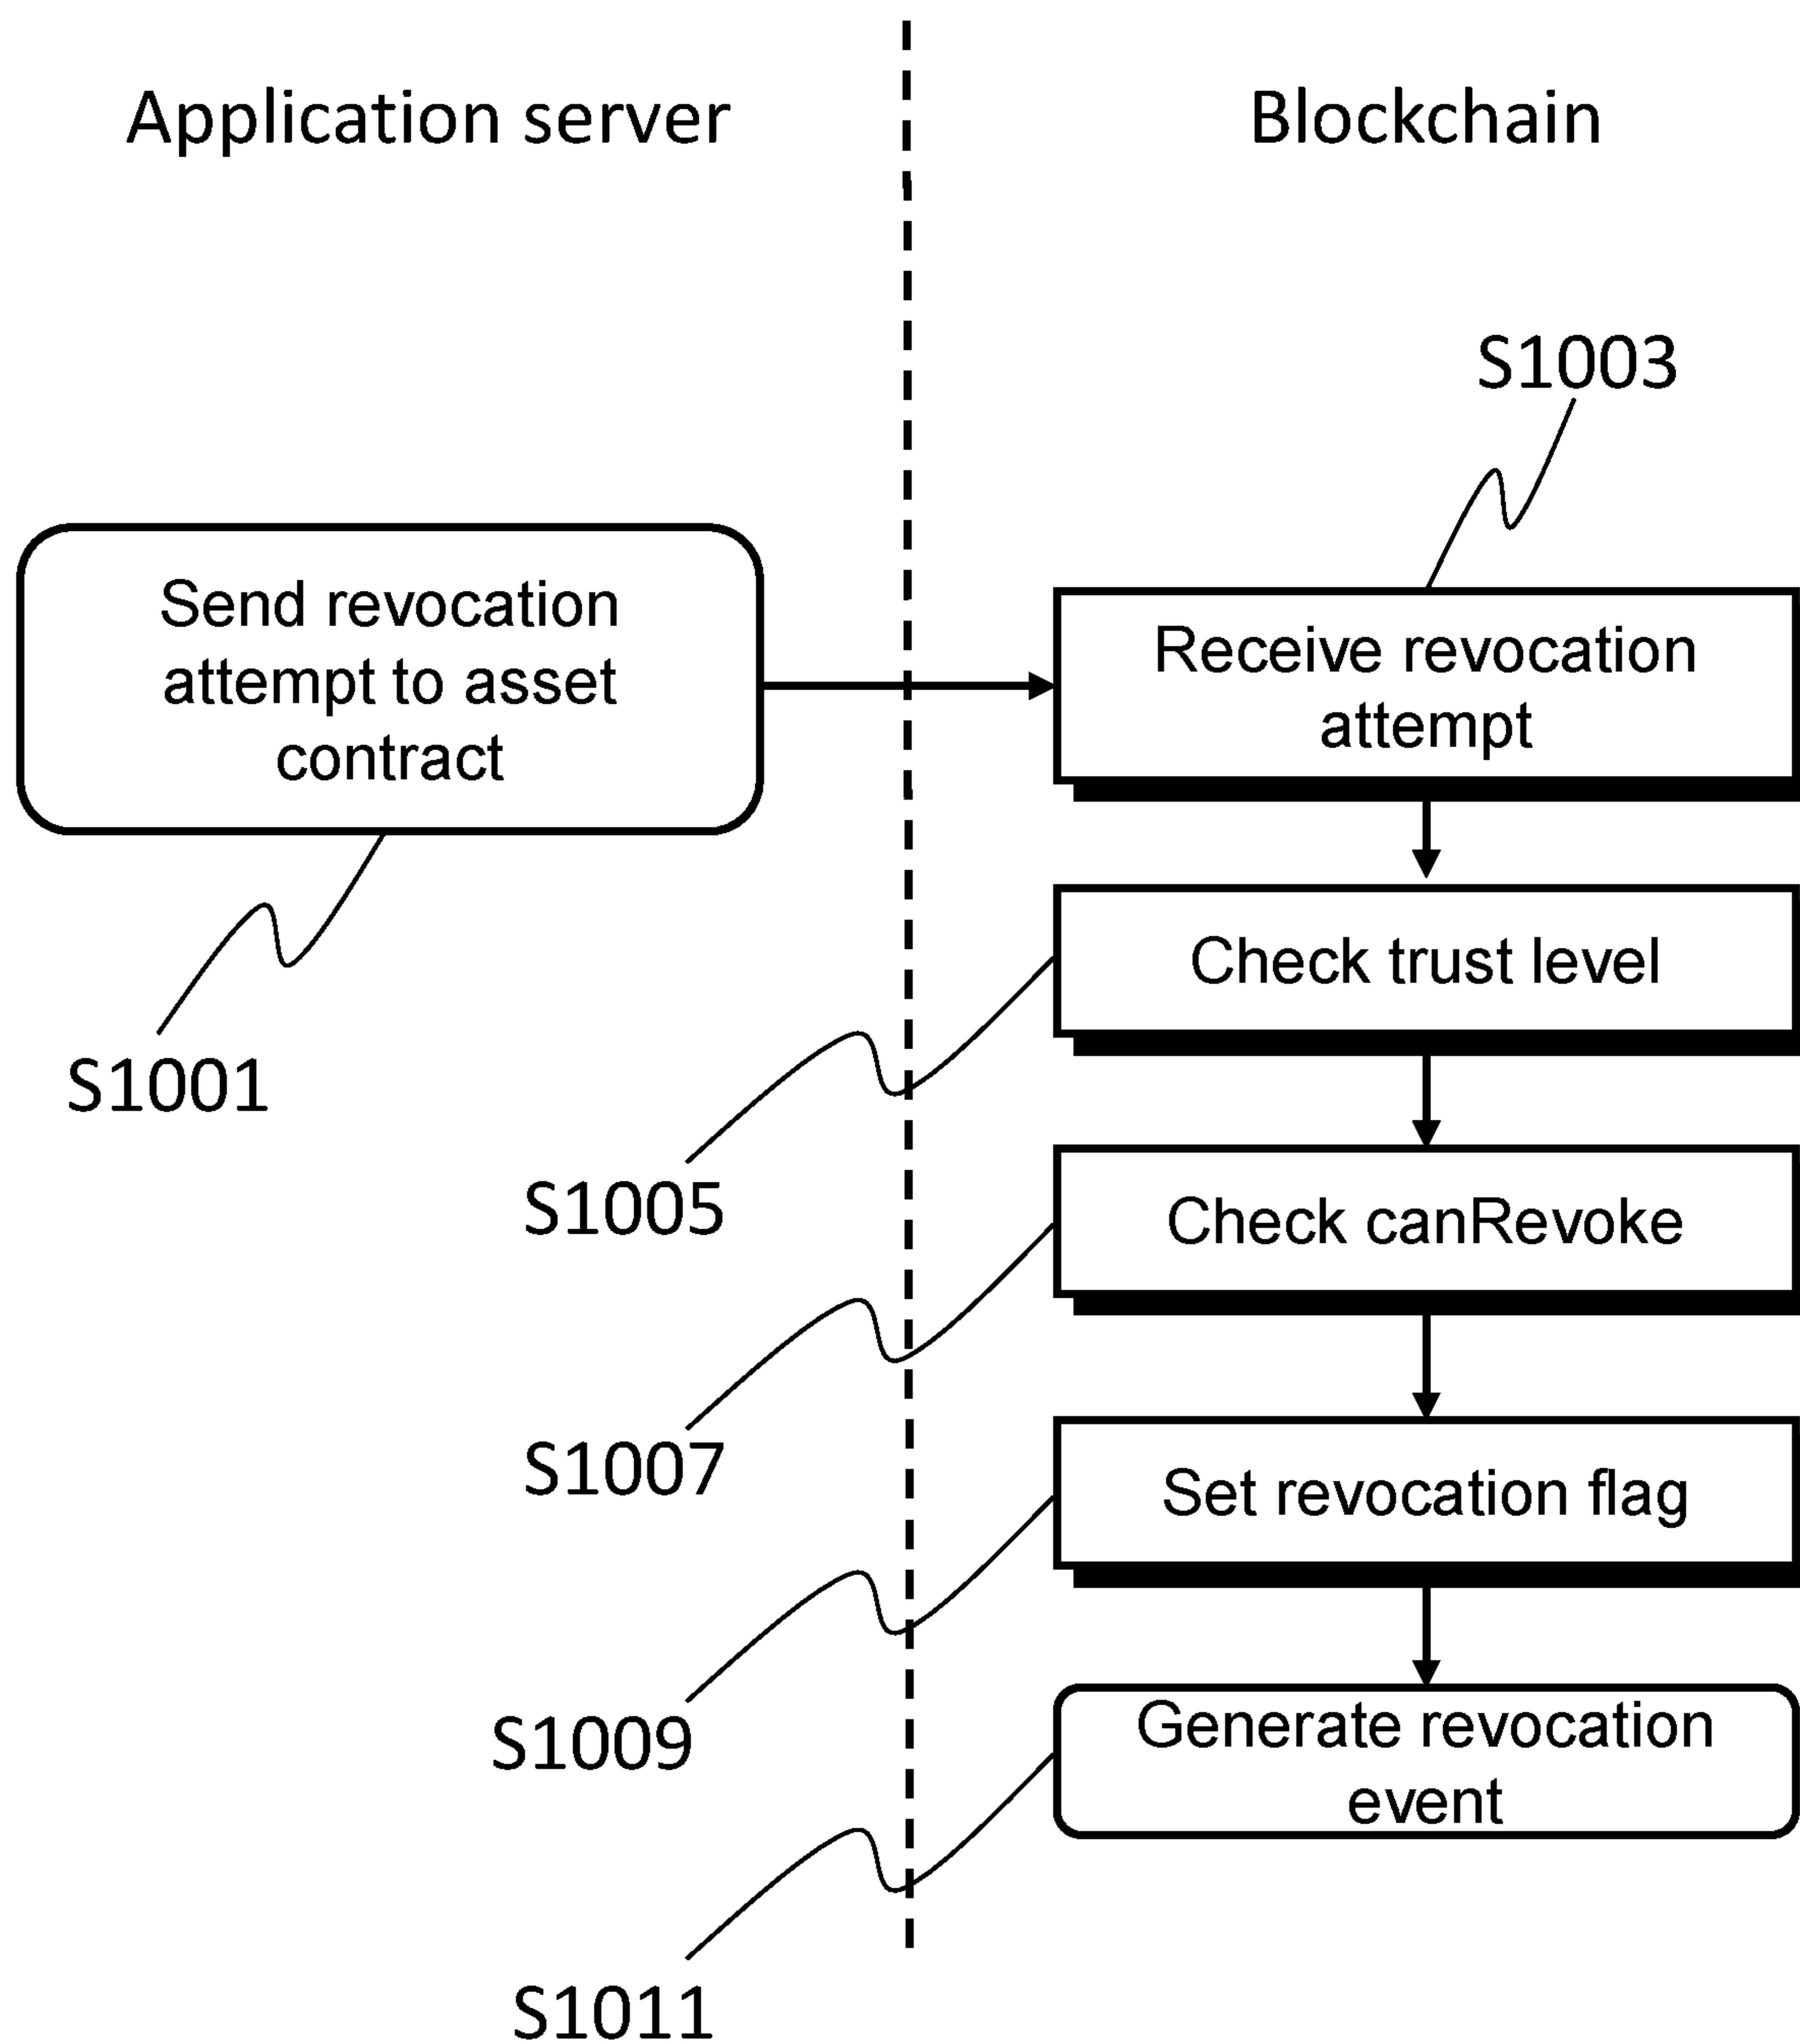 Application server
Blockchain
S1003
Send revocation
attempt to asset
contract
Receive revocation
attempt
S1001
Check trust level
S1005
Check canRevoke
S1007
Set revocation flag
S1009
Generate revocation
event
S1011